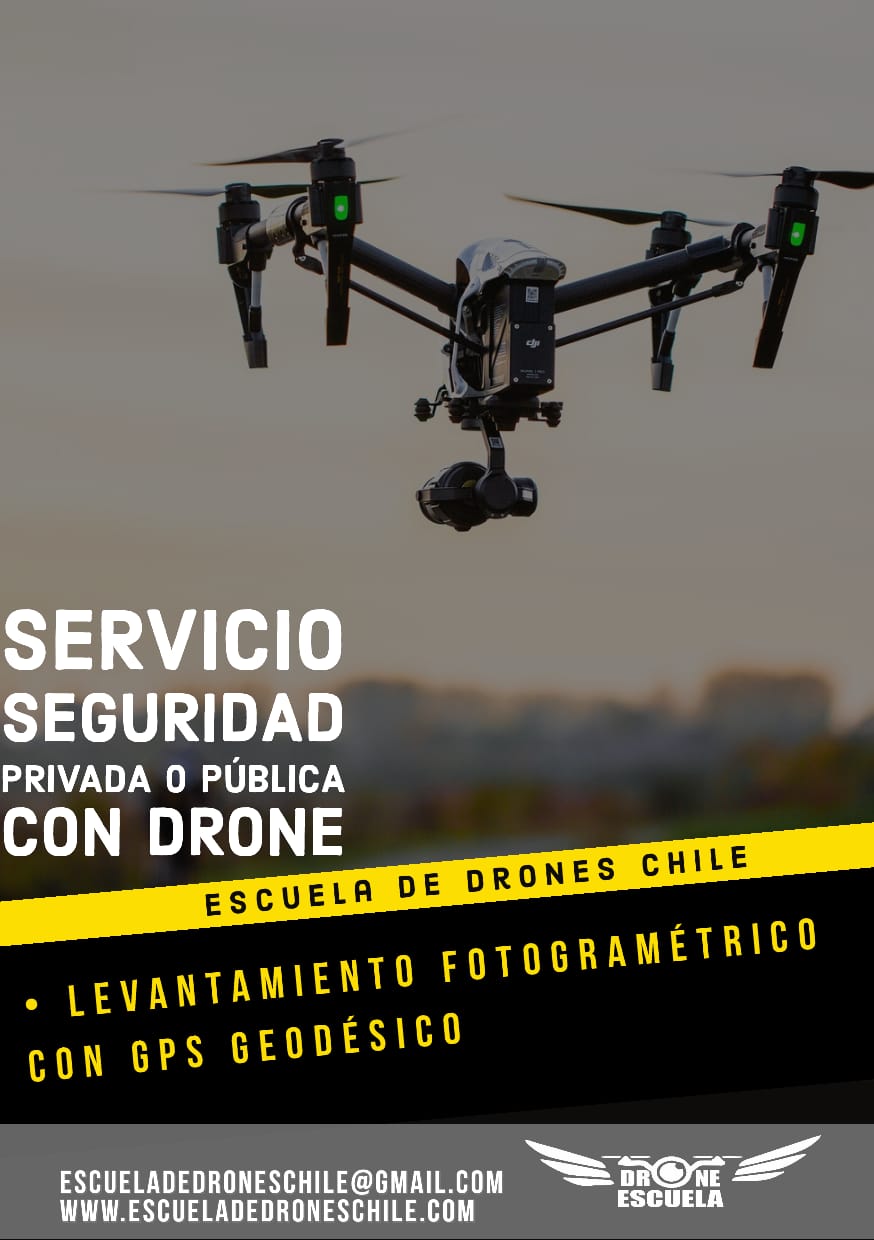 dji
SERVICIO
SEGURIDAD
PRIVADA O PÚBLICA
CON DRONE
ESCUELA DE DRONES CHILE
• LEVANTAMIENTO FOTOGRAMÉTRICO
CON GPS GEODÉSICO
ESCUELADEDRONESCHILE@GMAIL.COM
WWW.ESCUELADEDRONESCHILE.COM
DRONE
ESCUELA